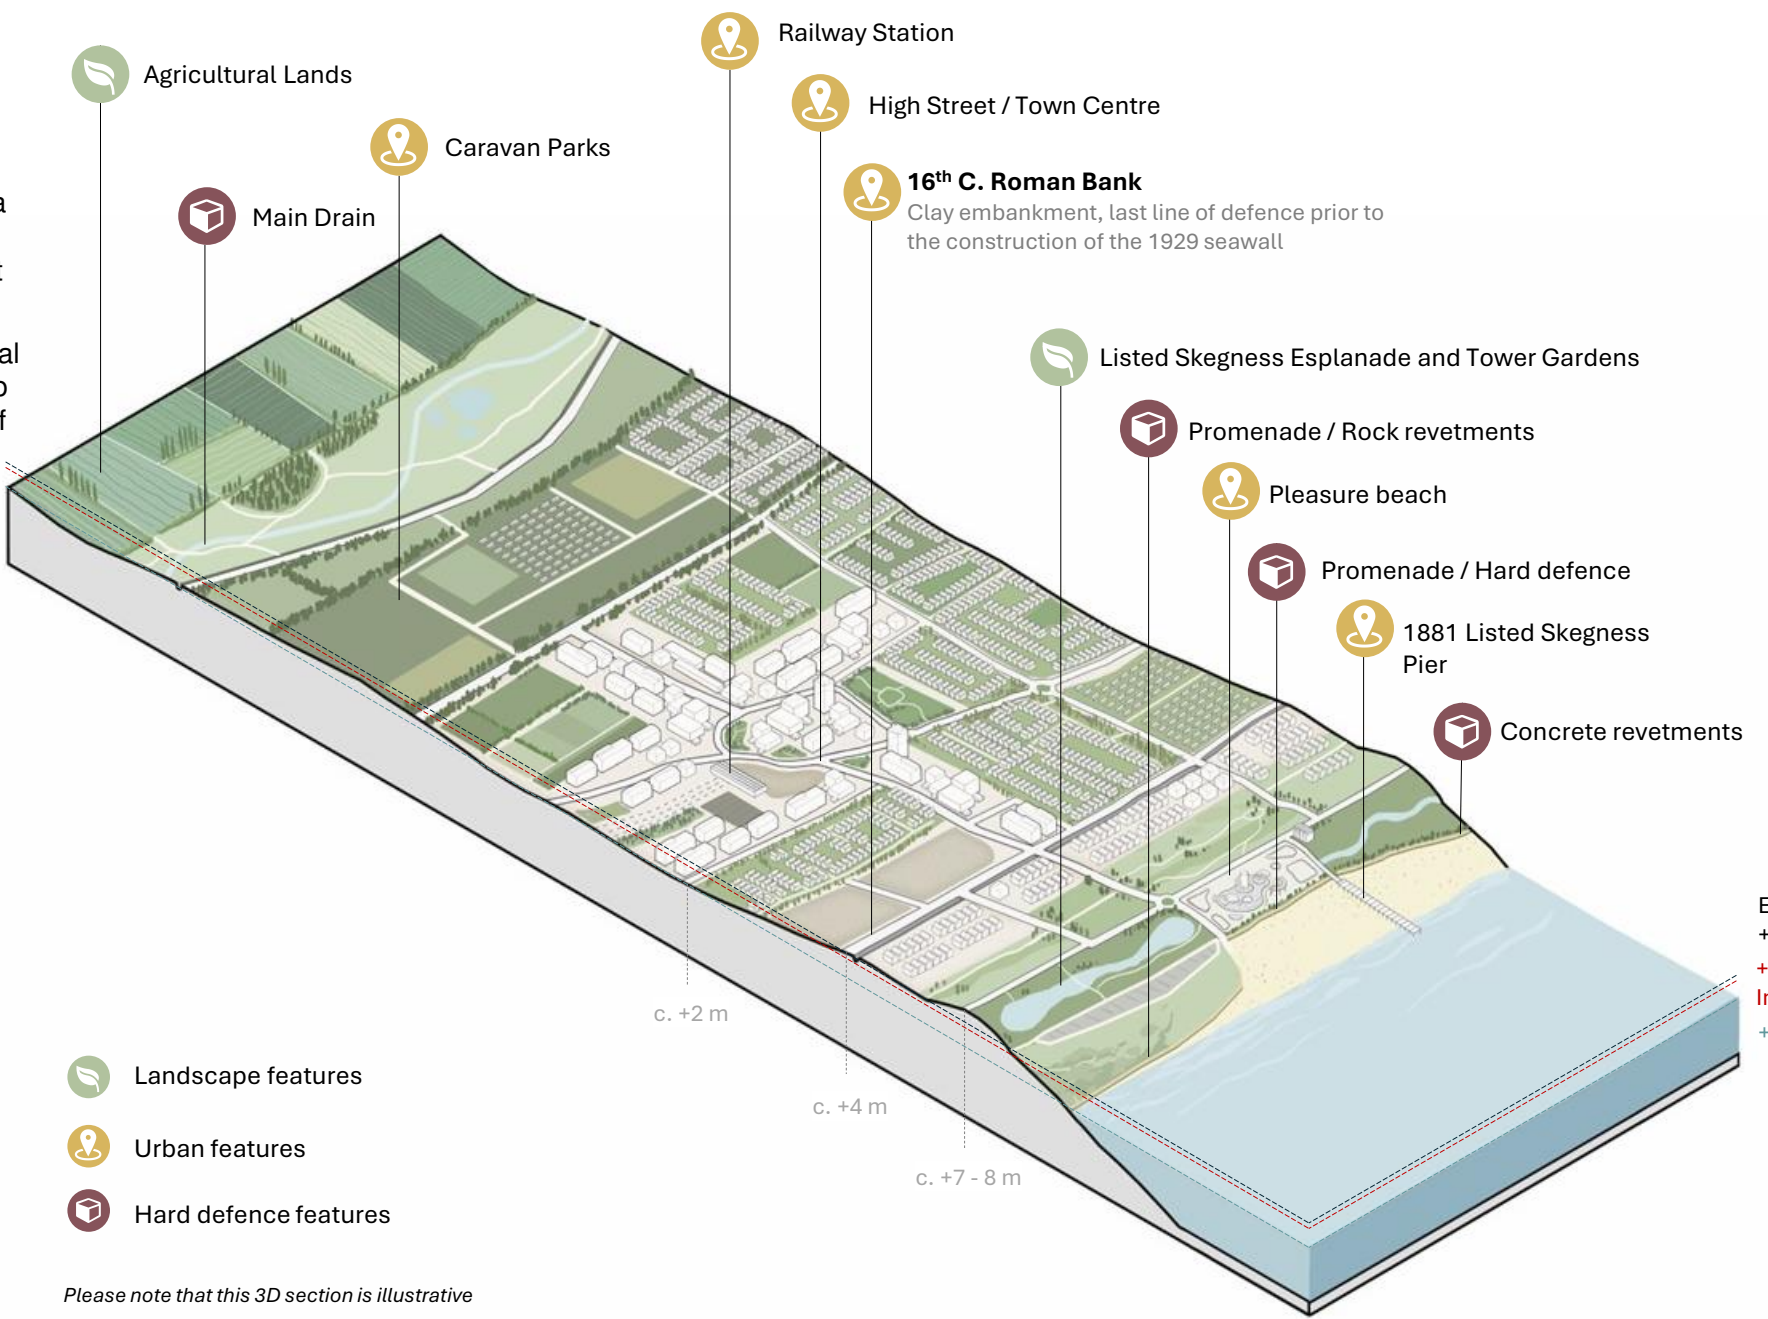 Railway Station
Agricultural Lands
High Street / Town Centre
Caravan Parks
16th C. Roman Bank
Clay embankment, last line of defence prior to
the construction of the 1929 seawall
Main Drain
Listed Skegness Esplanade and Tower Gardens
Promenade / Rock revetments
Pleasure beach
Promenade / Hard defence
1881 Listed Skegness
Pier
Concrete revetments
c. +2 m
c. +4 m
c. +7 - 8 m
Landscape features
Urban features
Hard defence features
Please note that this 3D section is illustrative